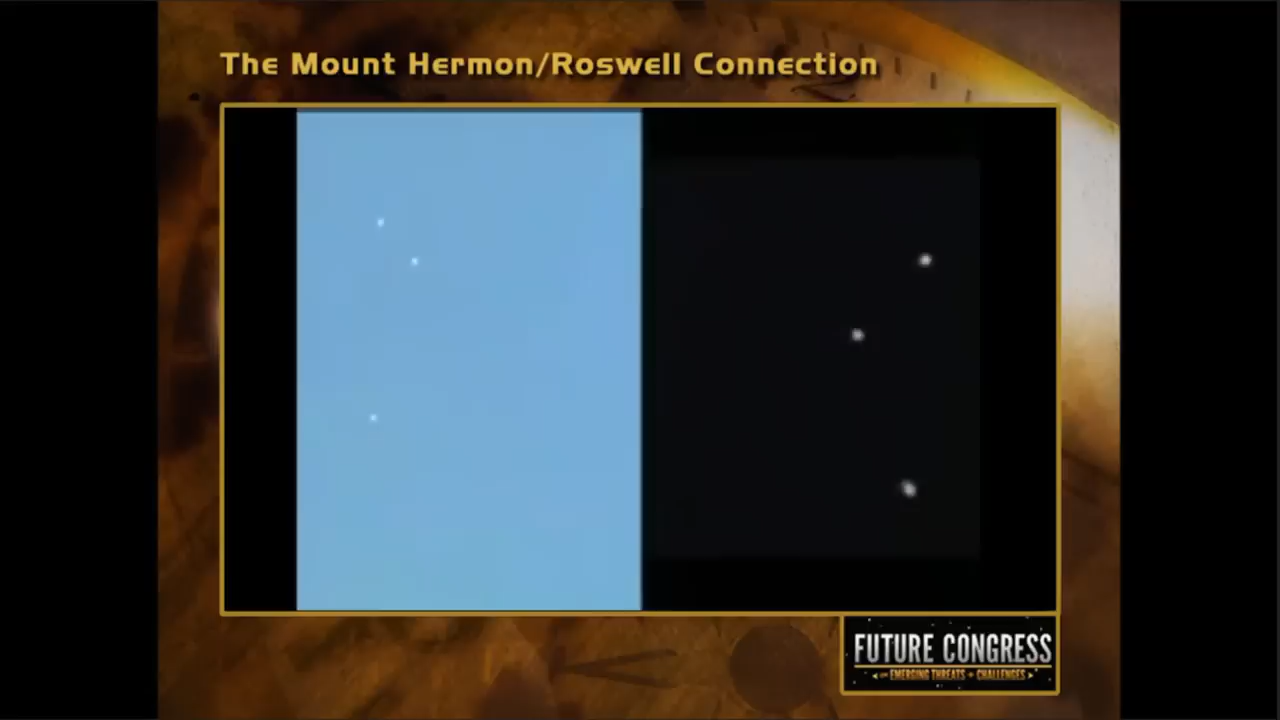 The Mount Hermon/Roswell Connection
FUTURE CONGRESS
EMERGING THREATS + CHALLENGES